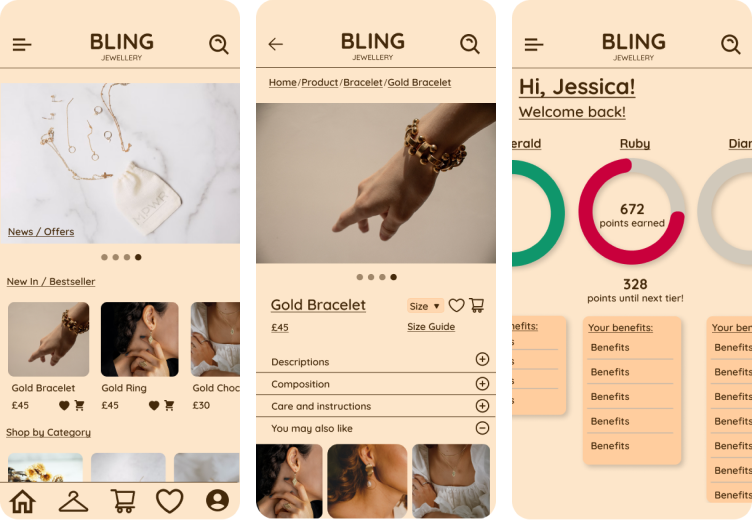 BLING
JEWELLERY
News / Offers
New In / Bestseller
Gold Bracelet
Gold Ring
Gold Choc
£45
£45
£30
Shop by Category
BLING
JEWELLERY
Home/Product/Bracelet/Gold Bracelet
Gold Bracelet
Size ▼
£45
Size Guide
Descriptions
Composition
Care and instructions
You may also like
BLING
JEWELLERY
Hi, Jessica!
Welcome back!
erald
Ruby
Diar
672
points earned
328
points until next tier!
nefits:
s
s
s
s
Your benefits:
Benefits
Benefits
Benefits
Benefits
Benefits
Your ben
Benefits
Benefits
Benefits
Benefits
Benefits
Benefits
Benefits